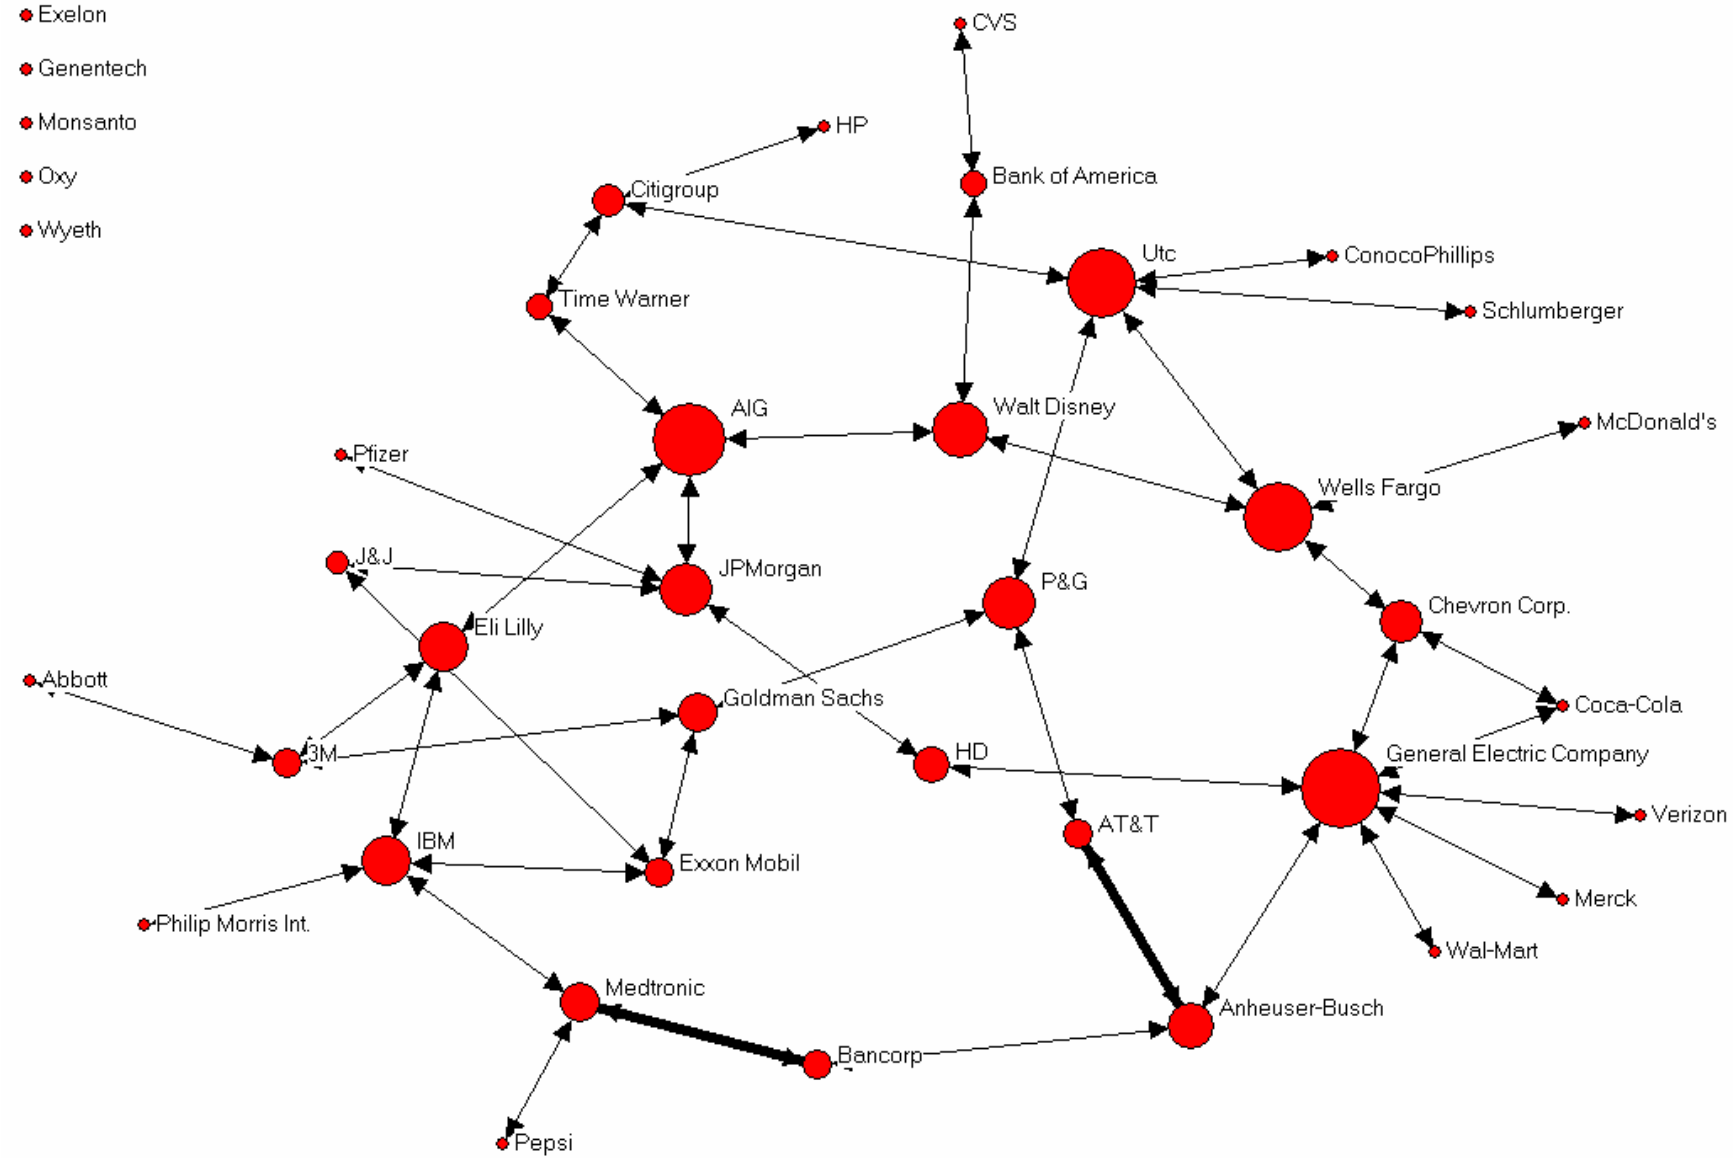 Exelon
CVS
Genentech
Monsanto
HP
Bank of America
Oxy
Citigroup
Wyeth
Utc
ConocoPhillips
Time Warner
Schlumberger
AIG
Walt Disney
McDonald's
Pfizer
Wells Fargo
J&J
JPMorgan
P&G
Chevron Corp.
Eli Lilly
Abbott
Goldman Sachs
Coca-Cola
3M
HD
General Electric Company
Verizon
AT&T
IBM
Exxon Mobil
Merck
Philip Morris Int.
Wal-Mart
Medtronic
Anheuser-Busch
Bancorp
Pepsi